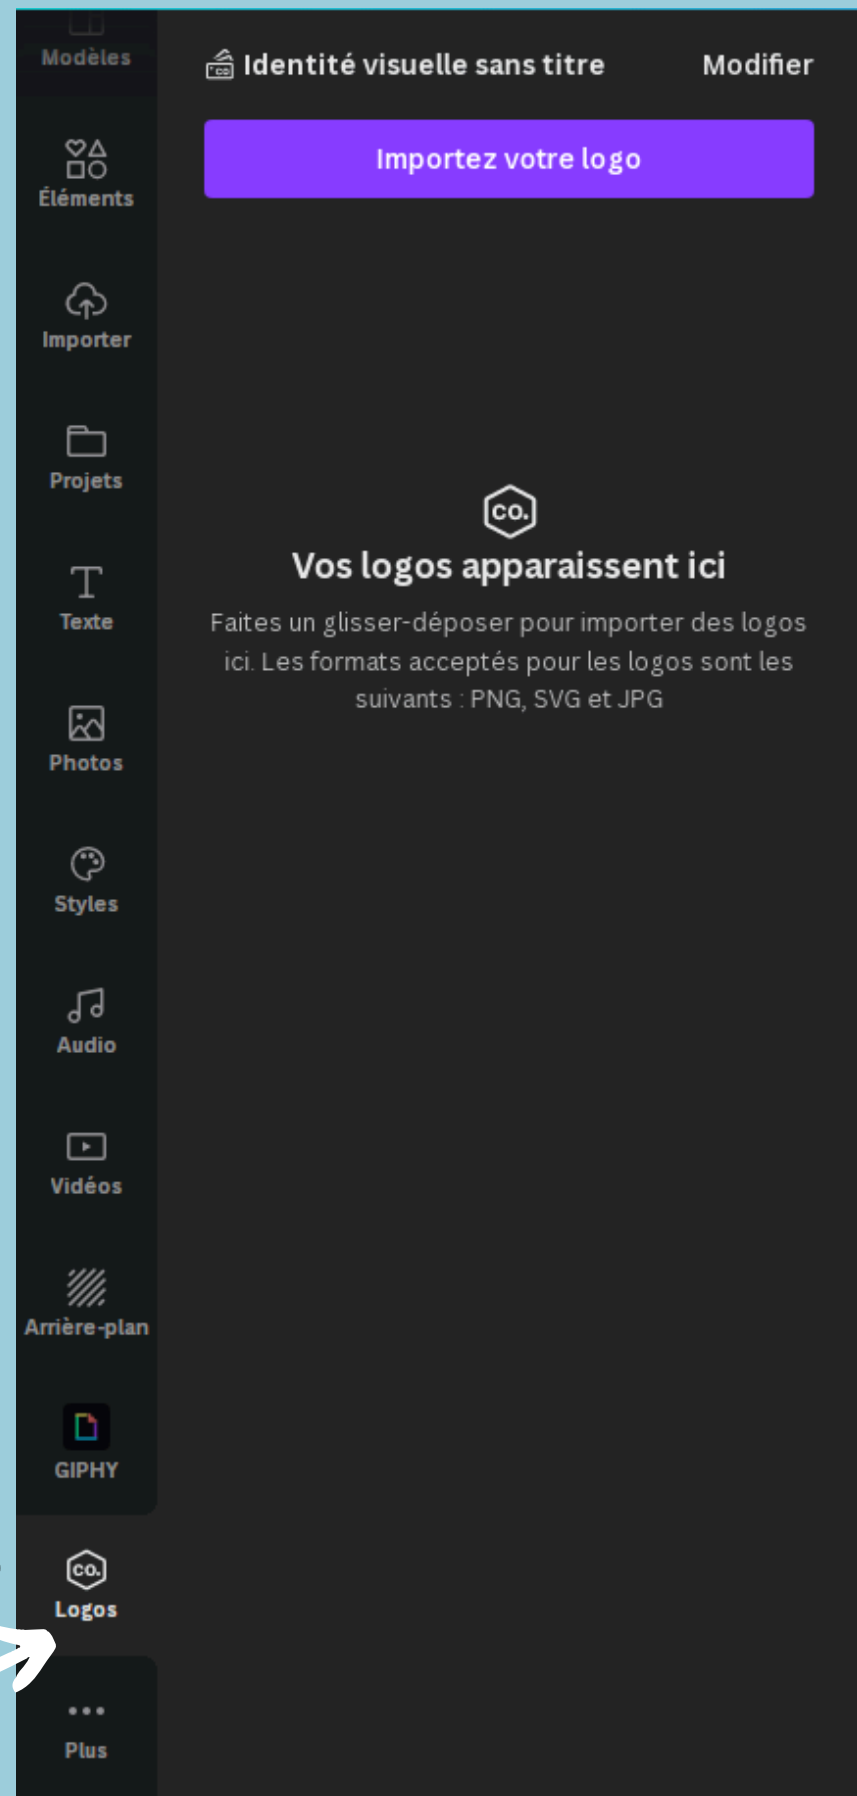 Modèles
Identité visuelle sans titre
Modifier
Importez votre logo
Éléments
Importer
Projets
CO.
Vos logos apparaissent ici
Faites un glisser-déposer pour importer des logos
ici. Les formats acceptés pour les logos sont les
suivants : PNG, SVG et JPG
Texte
Photos
Styles
Audio
Vidéos
Arrière-plan
GIPHY
CO.
Logos
Plus